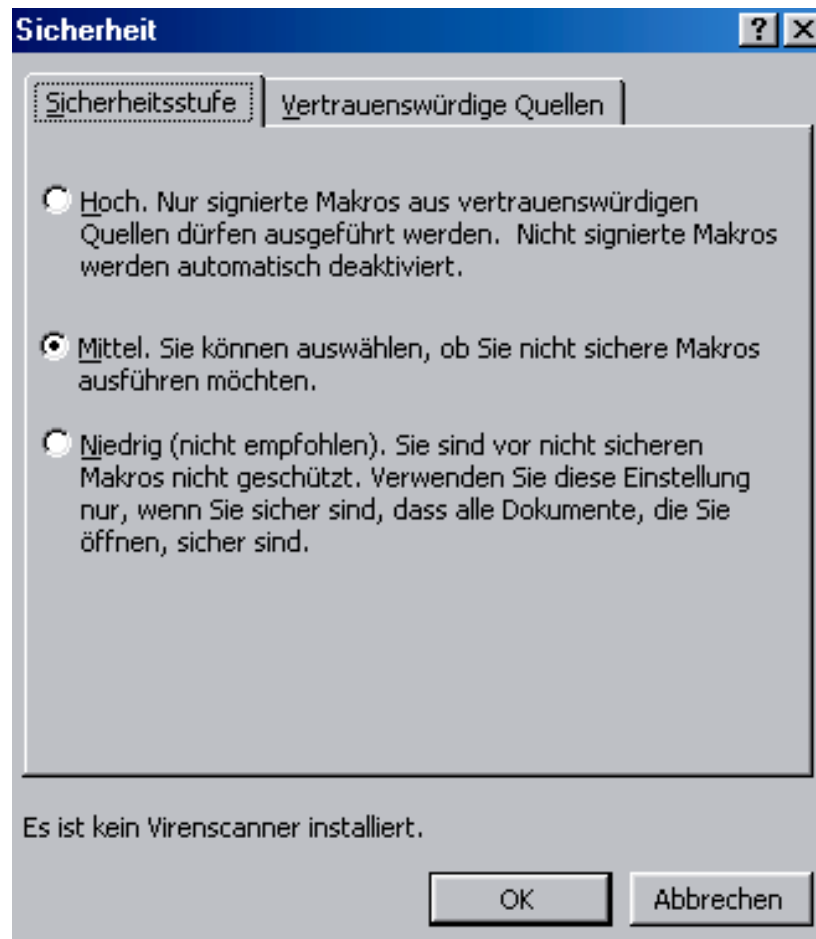 Sicherheit
Sicherheitsstufe
Vertrauenswürdige Quellen
Hoch. Nur signierte Makros aus vertrauenswürdigen
Quellen dürfen ausgeführt werden. Nicht signierte Makros
werden automatisch deaktiviert.
Mittel. Sie können auswählen, ob Sie nicht sichere Makros
ausführen möchten.
Niedrig (nicht empfohlen). Sie sind vor nicht sicheren
Makros nicht geschützt. Verwenden Sie diese Einstellung
nur, wenn Sie sicher sind, dass alle Dokumente, die Sie
öffnen, sicher sind.
Es ist kein Virenscanner installiert.
OK
Abbrechen